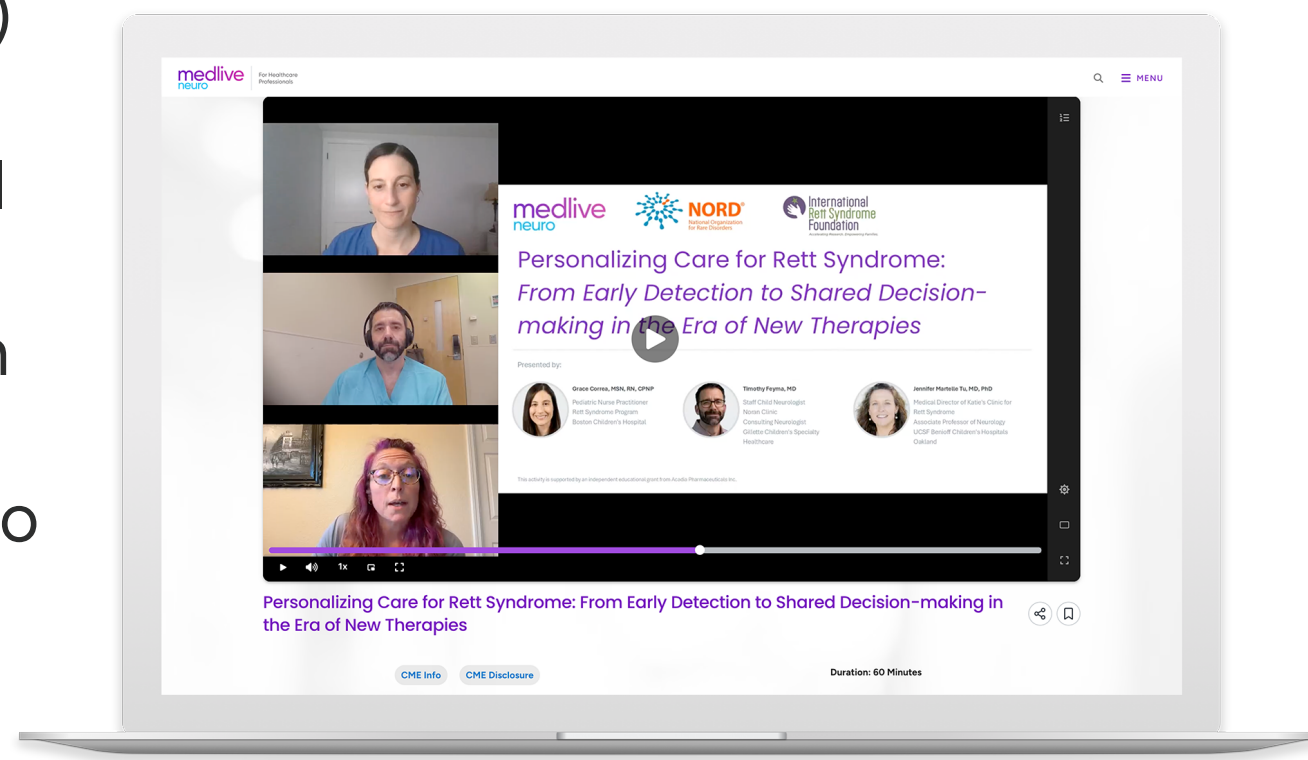 )
l
n
o
medlive
neuro
For Healthcare
Professionals
MENU
medlive
neuro
NORD®
National Organization
for Rare Disorders
International
Rett Syndrome
Foundation
Accelerating Research. Empowering Families.
Personalizing Care for Rett Syndrome:
From Early Detection to Shared Decision-
making in the Era of New Therapies
Presented by:
Grace Correa, MSN, RN, CPNP
Pediatric Nurse Practitioner
Rett Syndrome Program
Boston Children's Hospital
Timothy Feyma, MD
Staff Child Neurologist
Noran Clinic
Consulting Neurologist
Gillette Children's Specialty
Healthcare
Jennifer Martelle Tu, MD, PhD
Medical Director of Katie's Clinic for
Rett Syndrome
Associate Professor of Neurology
UCSF Benioff Children's Hospitals
Oakland
This activity is supported by an independent educational grant from Acadia Pharmaceuticals Inc.
1x
Personalizing Care for Rett Syndrome: From Early Detection to Shared Decision-making in
the Era of New Therapies
CME Info
CME Disclosure
Duration: 60 Minutes